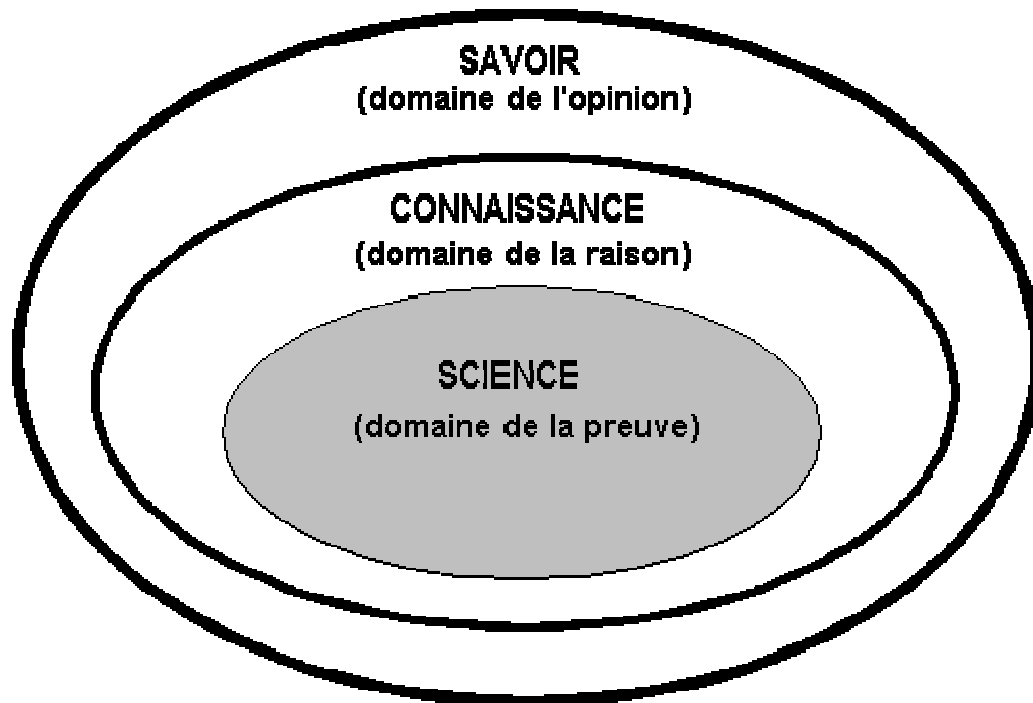 SAVOIR
(domaine de l'opinion)
CONNAISSANCE
(domaine de la raison)
SCIENCE
(domaine de la preuve)